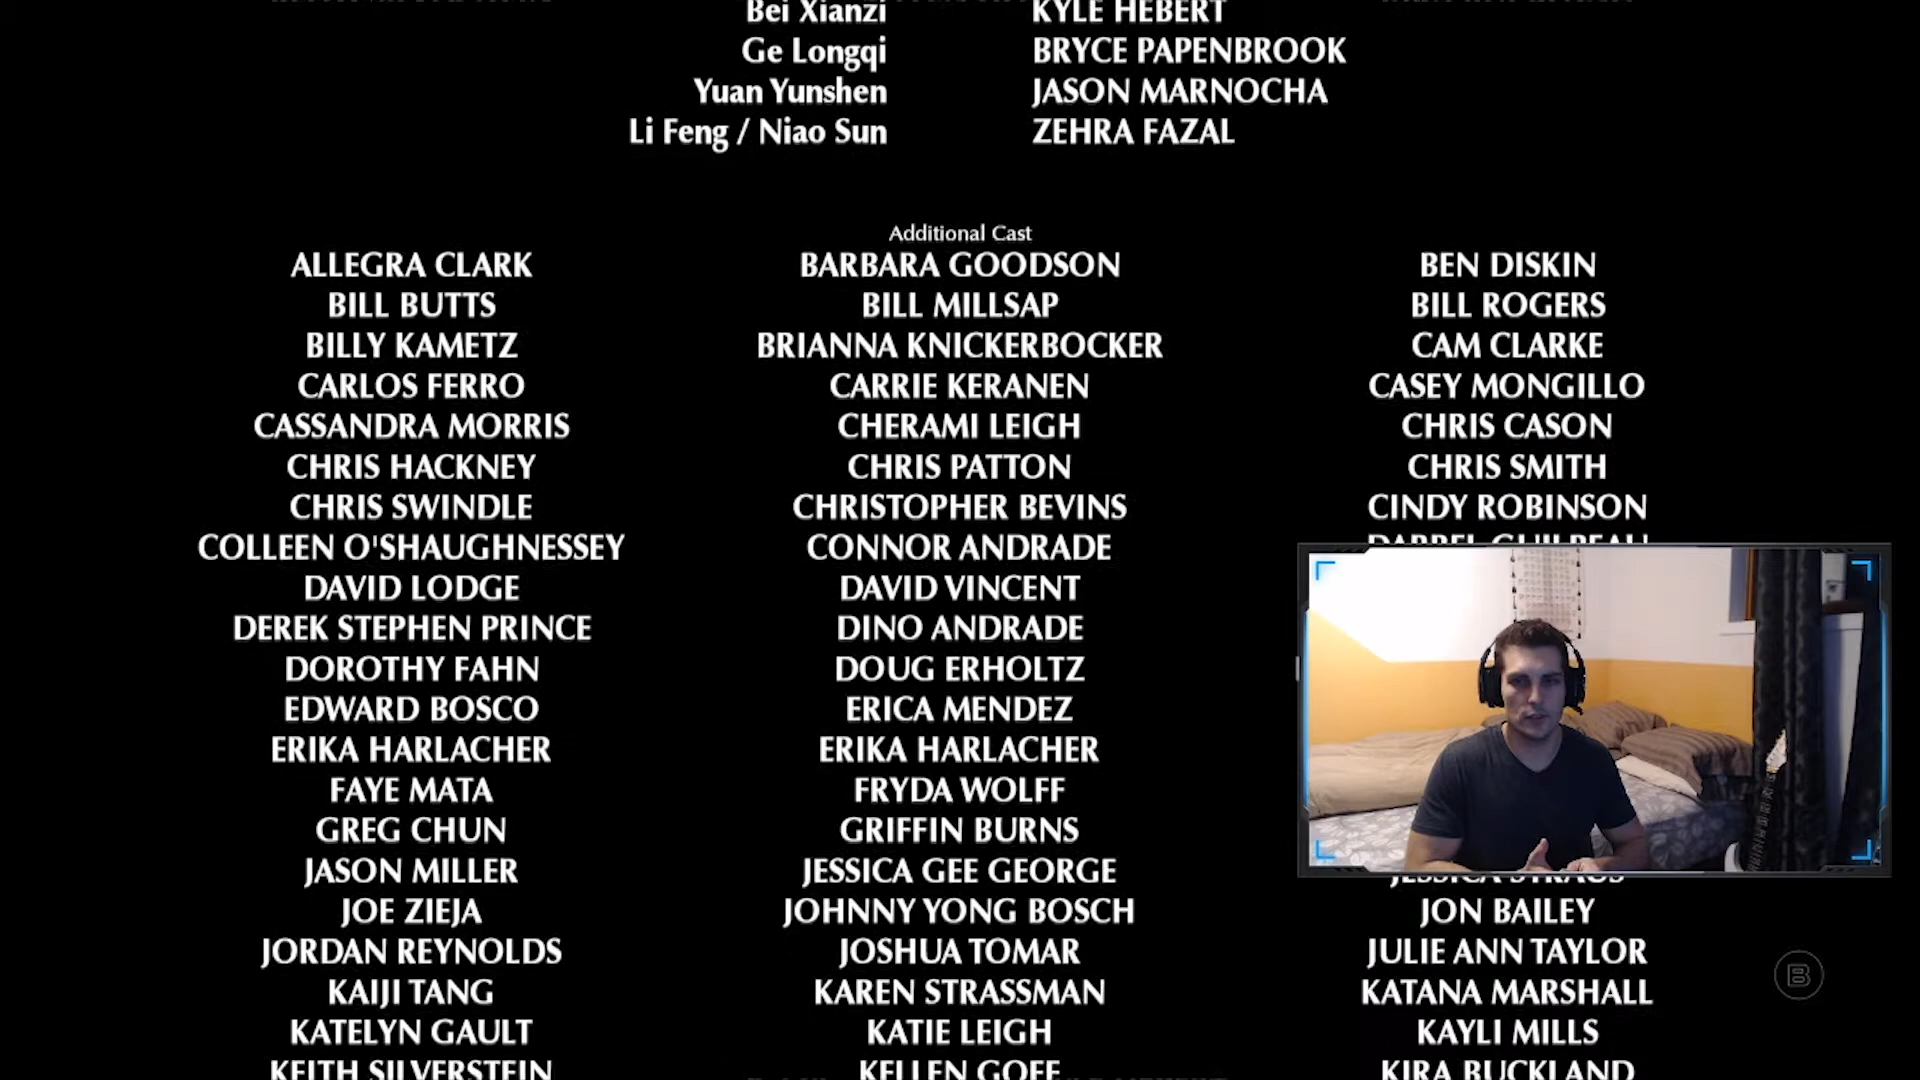 Bei Xianzi KYLE HEBERT
Ge Longqi BRYCE PAPENBROOK
Yuan Yunshen JASON MARNOCHA
Li Feng / Niao Sun ZEHRA FAZAL
Additional Cast
ALLEGRA CLARK BARBARA GOODSON BEN DISKIN
BILL BUTTS BILL MILLSAP BILL ROGERS
BILLY KAMETZ BRIANNA KNICKERBOCKER CAM CLARKE
CARLOS FERRO CARRIE KERANEN CASEY MONGILLO
CASSANDRA MORRIS CHERAMI LEIGH CHRIS CASON
CHRIS HACKNEY CHRIS PATTON CHRIS SMITH
CHRIS SWINDLE CHRISTOPHER BEVINS CINDY ROBINSON
COLLEEN O'SHAUGHNESSEY CONNOR ANDRADE
DAVID LODGE DAVID VINCENT
DEREK STEPHEN PRINCE DINO ANDRADE
DOROTHY FAHN DOUG ERHOLTZ
EDWARD BOSCO ERICA MENDEZ
ERIKA HARLACHER ERIKA HARLACHER
FAYE MATA FRYDA WOLFF
GREG CHUN GRIFFIN BURNS
JASON MILLER JESSICA GEE GEORGE
JOE ZIEJA JOHNNY YONG BOSCH JON BAILEY
JORDAN REYNOLDS JOSHUA TOMAR JULIE ANN TAYLOR
KAIJI TANG KAREN STRASSMAN KATANA MARSHALL
KATELYN GAULT KATIE LEIGH KAYLI MILLS
KEITH SILVERSTEIN KELLEN GOFF KIRA BUCKLAND